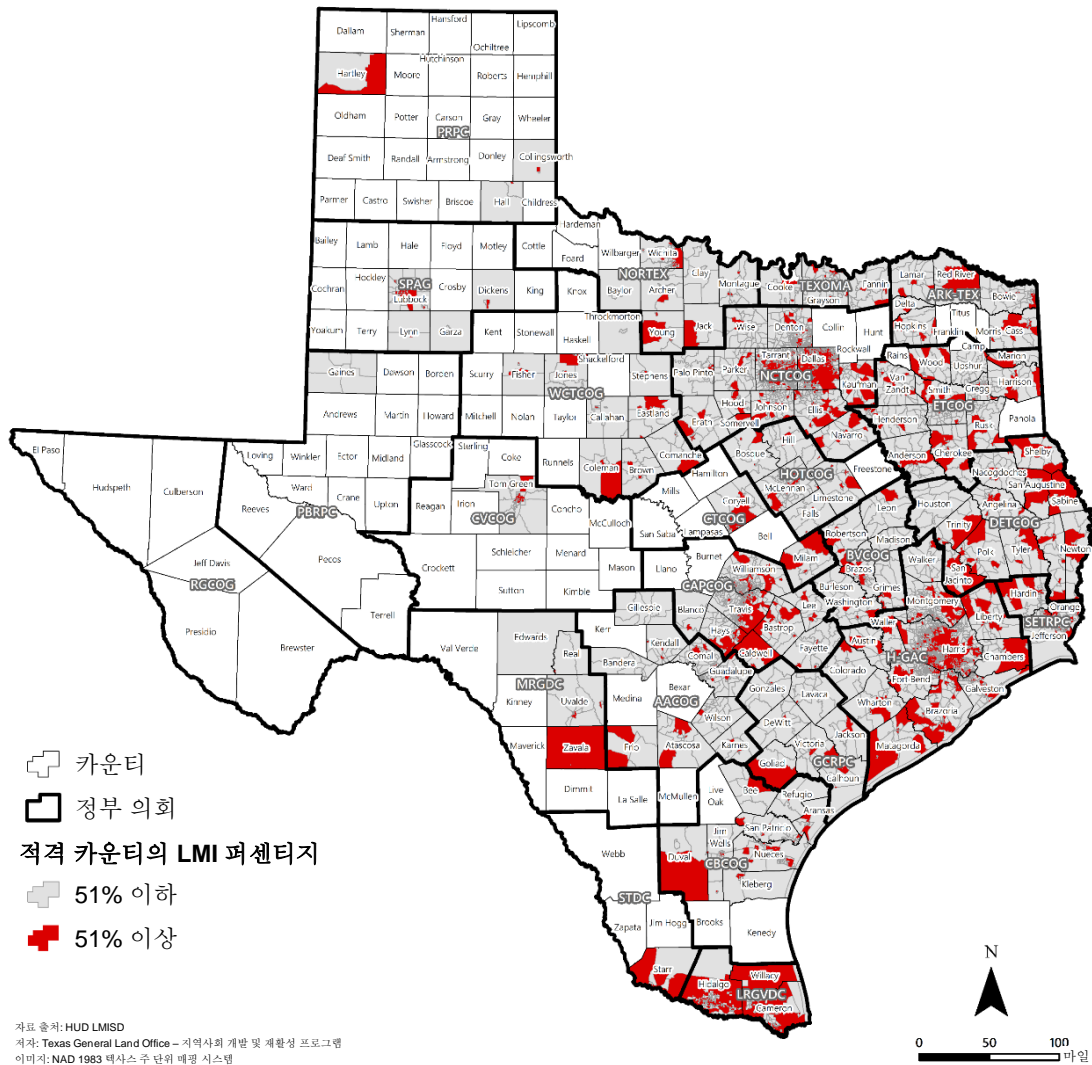 Dallam Sherman Hansford Ochiltree Lipscomb
Hartley Moore Hutchinson Roberts Hemphill
Oldham Potter Carson Gray Wheeler
PRPC
Deaf Smith Randall Armstrong Donley Collingsworth
Parmer Castro Swisher Briscoe Hall Childress
Bailey Lamb Hale Floyd Motley Cottle Hardeman Foard Wilbarger Wichita
Cochran Hockley SPAG Lubbock Crosby Dickens King Knox Baylor NORTEX Archer Clay Montague Cooke TEXOMA Grayson Fannin Lamar Red River ARK-TEX Bowie
Yoakum Terry Lynn Garza Kent Stonewall Haskell Throckmorton Young Jack Wise Denton Collin Hunt Delta Hopkins Franklin Titus Morris Cass
Gaines Dawson Borden Scurry Fisher Jones Shackelford Stephens Palo Pinto Parker Tarrant Dallas Rockwall Kaufman Rains Wood Camp Upshur Marion
WCTCOG NCTCOG ETCOG
Andrews Martin Howard Mitchell Nolan Taylor Callahan Eastland Erath Hood Somervell Johnson Ellis Navarro Van Zandt Henderson Smith Gregg Harrison Rusk Panola
El Paso Hudspeth Culberson Loving Winkler Ector Midland Glasscock Sterling Coke Runnels Coleman Brown Comanche Hamilton Bosque Hill HOTCOG Freestone Anderson Cherokee Nacogdoches Shelby
Reeves Ward Crane Upton Reagan Irion Tom Green Concho McCulloch Mills Coryell McLennan Limestone Falls Leon Houston Angelina San Augustine Sabine
PBRPC CVCOG CTCOG BVCOG DETCOG
Jeff Davis Pecos Crockett Schleicher Menard San Saba Lampasas Bell Milam Robertson Madison Walker Trinity Polk Tyler Newton
RGCOG
Presidio Brewster Terrell Sutton Kimble Mason Llano Burnet Williamson CAPCOG Burleson Brazos Grimes Washington San Jacinto Montgomery Liberty Hardin Orange
SETRPC Jefferson
Val Verde Edwards Real Kerr Gillespie Kendall Blanco Travis Hays Bastrop Lee Caldwell Fayette Austin Waller H-GAC Harris Chambers
MRGDC Bandera Comal Guadalupe Colorado Fort Bend Galveston
Kinney Uvalde Medina Bexar AACOG Wilson Gonzales Lavaca Wharton Brazoria
Maverick Zavala Frio Atascosa Karnes DeWitt Victoria Jackson Matagorda
Dimmit La Salle McMullen Live Oak Bee Goliad GCRPC Calhoun Refugio Aransas
Webb Duval Jim Wells San Patricio Nueces CBCOG Kleberg
STDC
Zapata Jim Hogg Brooks Kenedy
Starr Hidalgo Willacy LRGVDC Cameron
카운티
정부 의회
적격 카운티의 LMI 퍼센티지
51% 이하
51% 이상
자료 출처: HUD LMISD
저자: Texas General Land Office – 지역사회 개발 및 재활성 프로그램
이미지: NAD 1983 텍사스 주 단위 매핑 시스템
N
0 50 100
마일